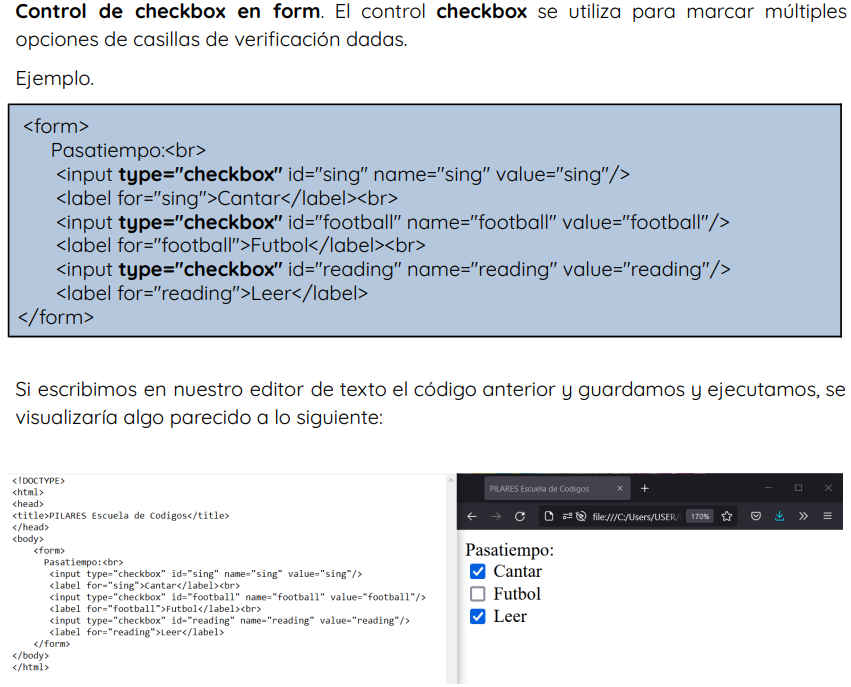 Control de checkbox en form. El control checkbox se utiliza para marcar múltiples
opciones de casillas de verificación dadas.
Ejemplo.
<form>
Pasatiempo:<br>
<input type="checkbox" id="sing" name="sing" value="sing"/>
<label for="sing">Cantar</label><br>
<input type="checkbox" id="football" name="football" value="football"/>
<label for="football">Futbol</label><br>
<input type="checkbox" id="reading" name="reading" value="reading"/>
<label for="reading">Leer</label>
</form>
Si escribimos en nuestro editor de texto el código anterior y guardamos y ejecutamos, se
visualizaría algo parecido a lo siguiente:
<!DOCTYPE>
<html>
<head>
<title>PILARES Escuela de Codigos</title>
</head>
<body>
<form>
Pasatiempo:<br>
<input type="checkbox" id="sing" name="sing" value="sing"/>
<label for="sing">Cantar</label><br>
<input type="checkbox" id="football" name="football" value="football"/>
<label for="football">Futbol</label><br>
<input type="checkbox" id="reading" name="reading" value="reading"/>
<label for="reading">Leer</label>
</form>
</body>
</html>
PILARES Escuela de Codigos
file:///C:/Users/USER/ 170%
Pasatiempo:
Cantar
Futbol
Leer